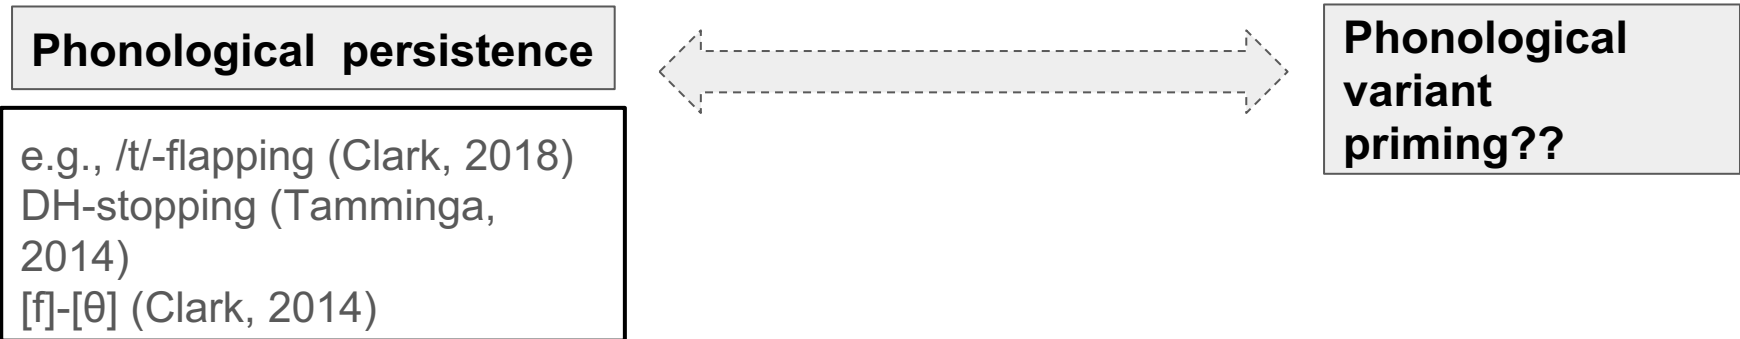 Phonological persistence
e.g., /t/-flapping (Clark, 2018)
DH-stopping (Tamminga,
2014)
[f]-[θ] (Clark, 2014)
Phonological
variant
priming??